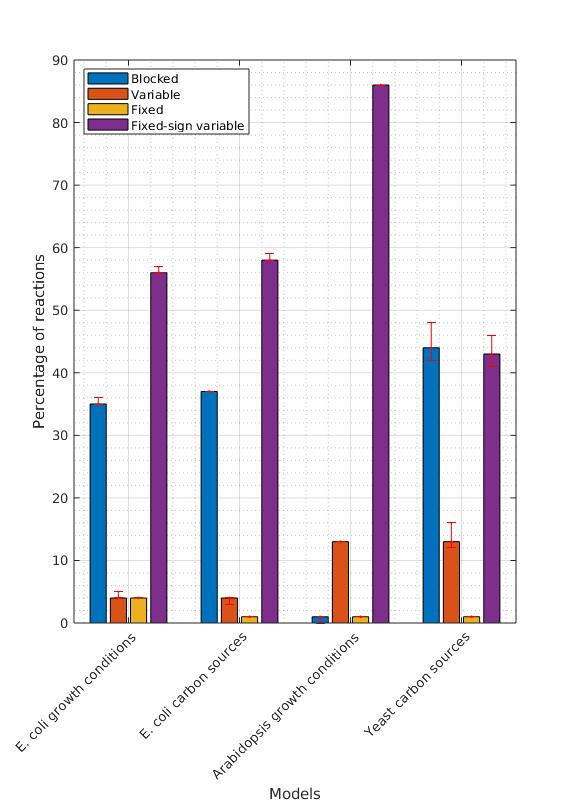 Blocked
Variable
Fixed
Fixed-sign variable
90
80
70
60
50
40
30
20
10
0
Percentage of reactions
E. coli growth conditions
E. coli carbon sources
Arabidopsis growth conditions
Yeast carbon sources
Models